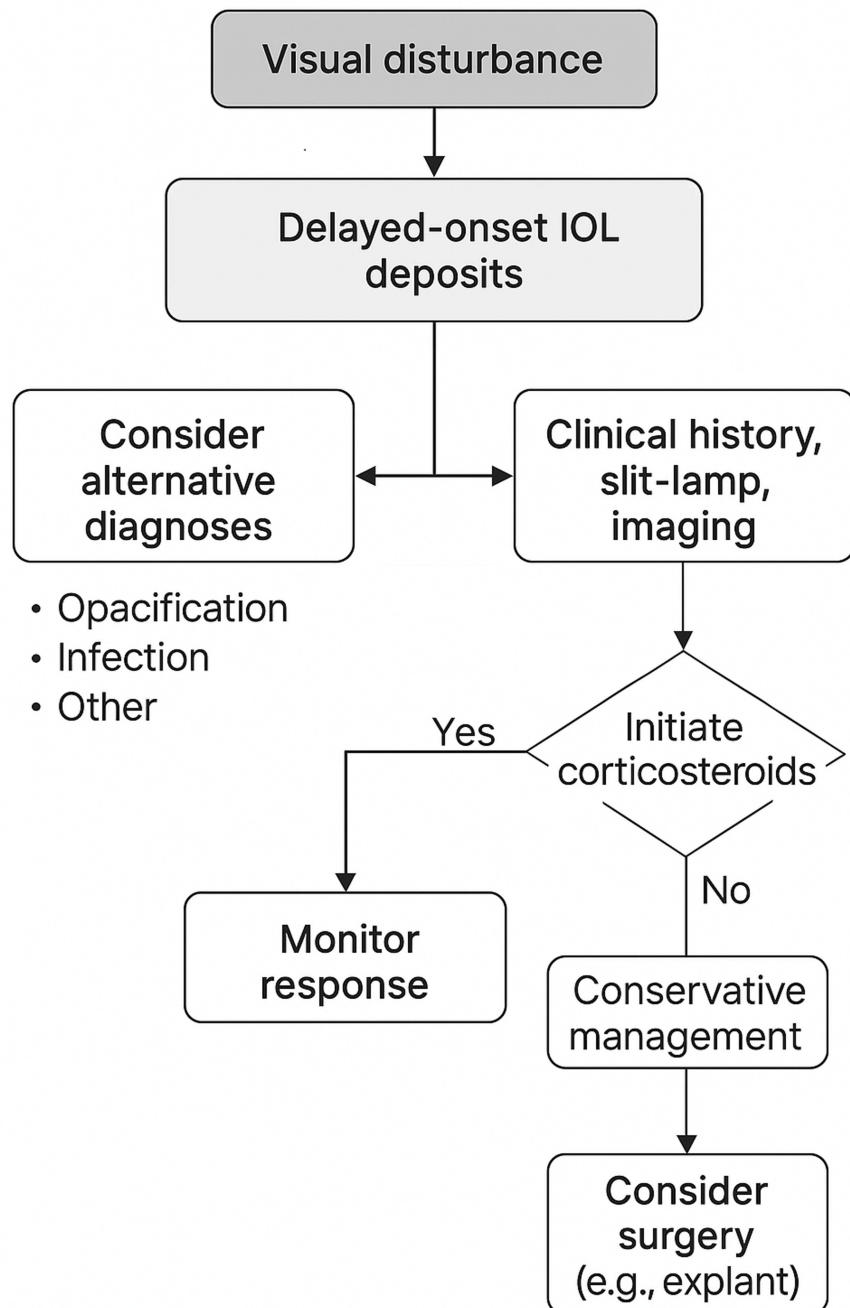 Visual disturbance
Delayed-onset IOL
deposits
Consider
alternative
diagnoses
• Opacification
• Infection
• Other
Clinical history,
slit-lamp,
imaging
Initiate
corticosteroids
Yes
No
Monitor
response
Conservative
management
Consider
surgery
(e.g., explant)